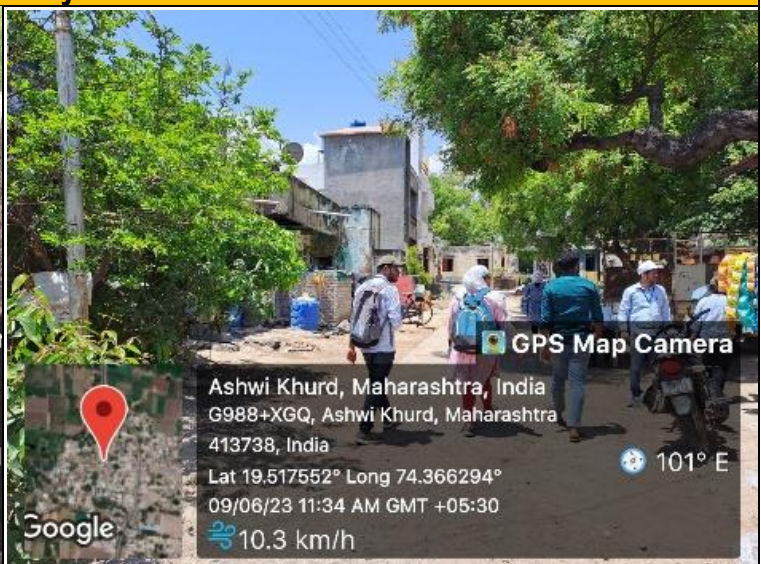 GPS Map Camera
Ashwi Khurd, Maharashtra, India
G988+XGQ, Ashwi Khurd, Maharashtra
413738, India
Lat 19.517552° Long 74.366294°
09/06/23 11:34 AM GMT +05:30
10.3 km/h
101° E
Google